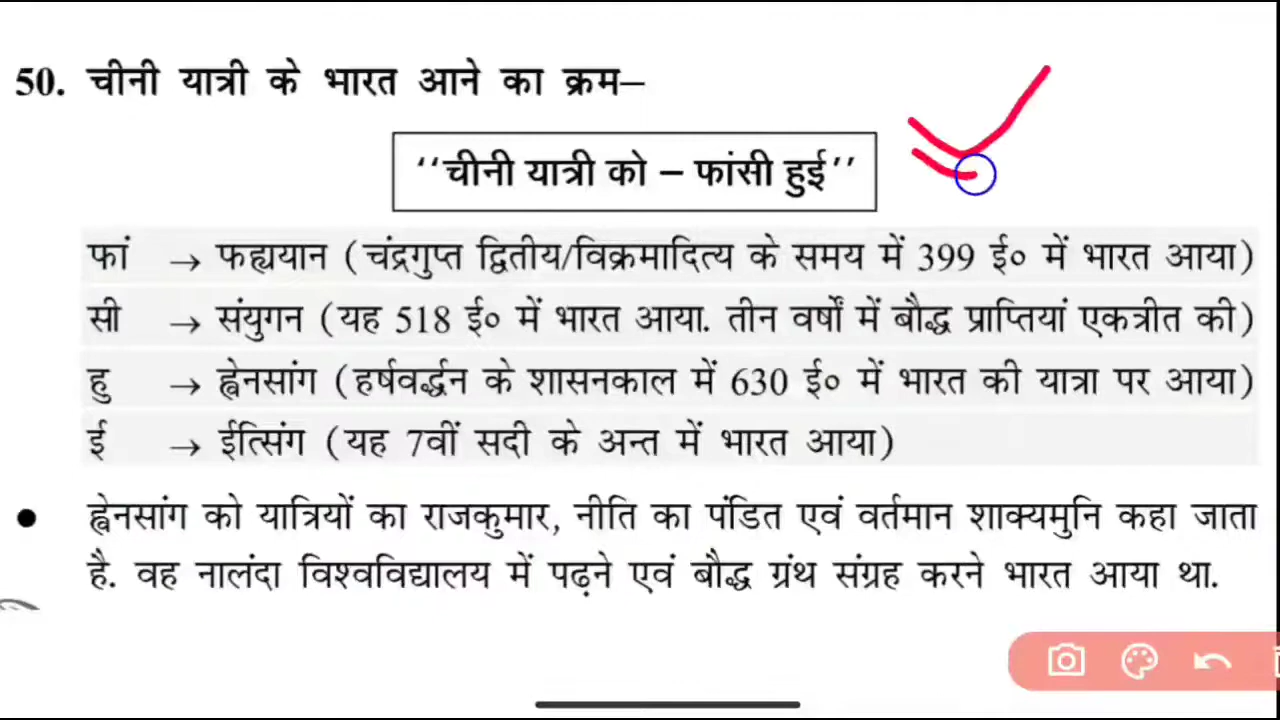 50. चीनी यात्री के भारत आने का क्रम–
‘‘चीनी यात्री को – फांसी हुई’’
फां → फह्ययान (चंद्रगुप्त द्वितीय/विक्रमादित्य के समय में 399 ई० में भारत आया)
सी → संयुगन (यह 518 ई० में भारत आया. तीन वर्षों में बौद्ध प्राप्तियां एकत्रीत की)
हु → ह्वेनसांग (हर्षवर्द्धन के शासनकाल में 630 ई० में भारत की यात्रा पर आया)
ई → ईत्सिंग (यह 7वीं सदी के अन्त में भारत आया)
● ह्वेनसांग को यात्रियों का राजकुमार, नीति का पंडित एवं वर्तमान शाक्यमुनि कहा जाता
है. वह नालंदा विश्वविद्यालय में पढ़ने एवं बौद्ध ग्रंथ संग्रह करने भारत आया था.